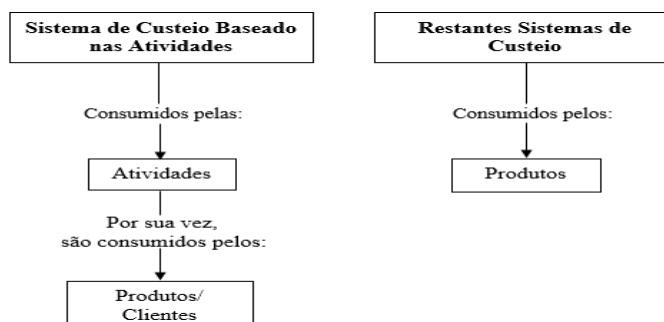 Sistema de Custeio Baseado
nas Atividades
Consumidos pelas:
Atividades
Por sua vez,
são consumidos pelos:
Produtos/
Clientes
Restantes Sistemas de
Custeio
Consumidos pelos:
Produtos